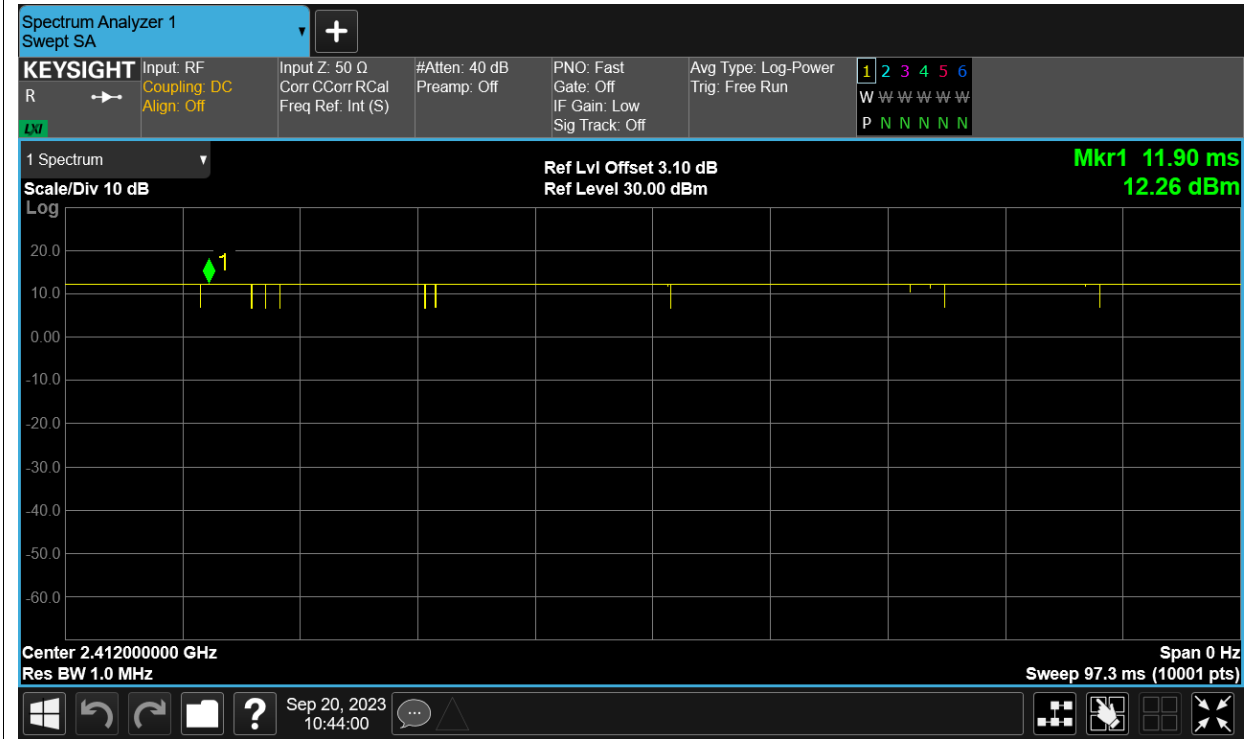 Spectrum Analyzer 1
Swept SA
KEYSIGHT
R
LXI
Input: RF
Coupling: DC
Align: Off
Input Z: 50 Ω
Corr CCorr RCal
Freq Ref: Int (S)
#Atten: 40 dB
Preamp: Off
PNO: Fast
Gate: Off
IF Gain: Low
Sig Track: Off
Avg Type: Log-Power
Trig: Free Run
1 2 3 4 5 6
W W W W W W
P N N N N N
1 Spectrum
Scale/Div 10 dB
Log
Ref Lvl Offset 3.10 dB
Ref Level 30.00 dBm
Mkr1 11.90 ms
12.26 dBm
20.0
1
10.0
0.00
-10.0
-20.0
-30.0
-40.0
-50.0
-60.0
Center 2.412000000 GHz
Res BW 1.0 MHz
Span 0 Hz
Sweep 97.3 ms (10001 pts)
?
Sep 20, 2023
10:44:00